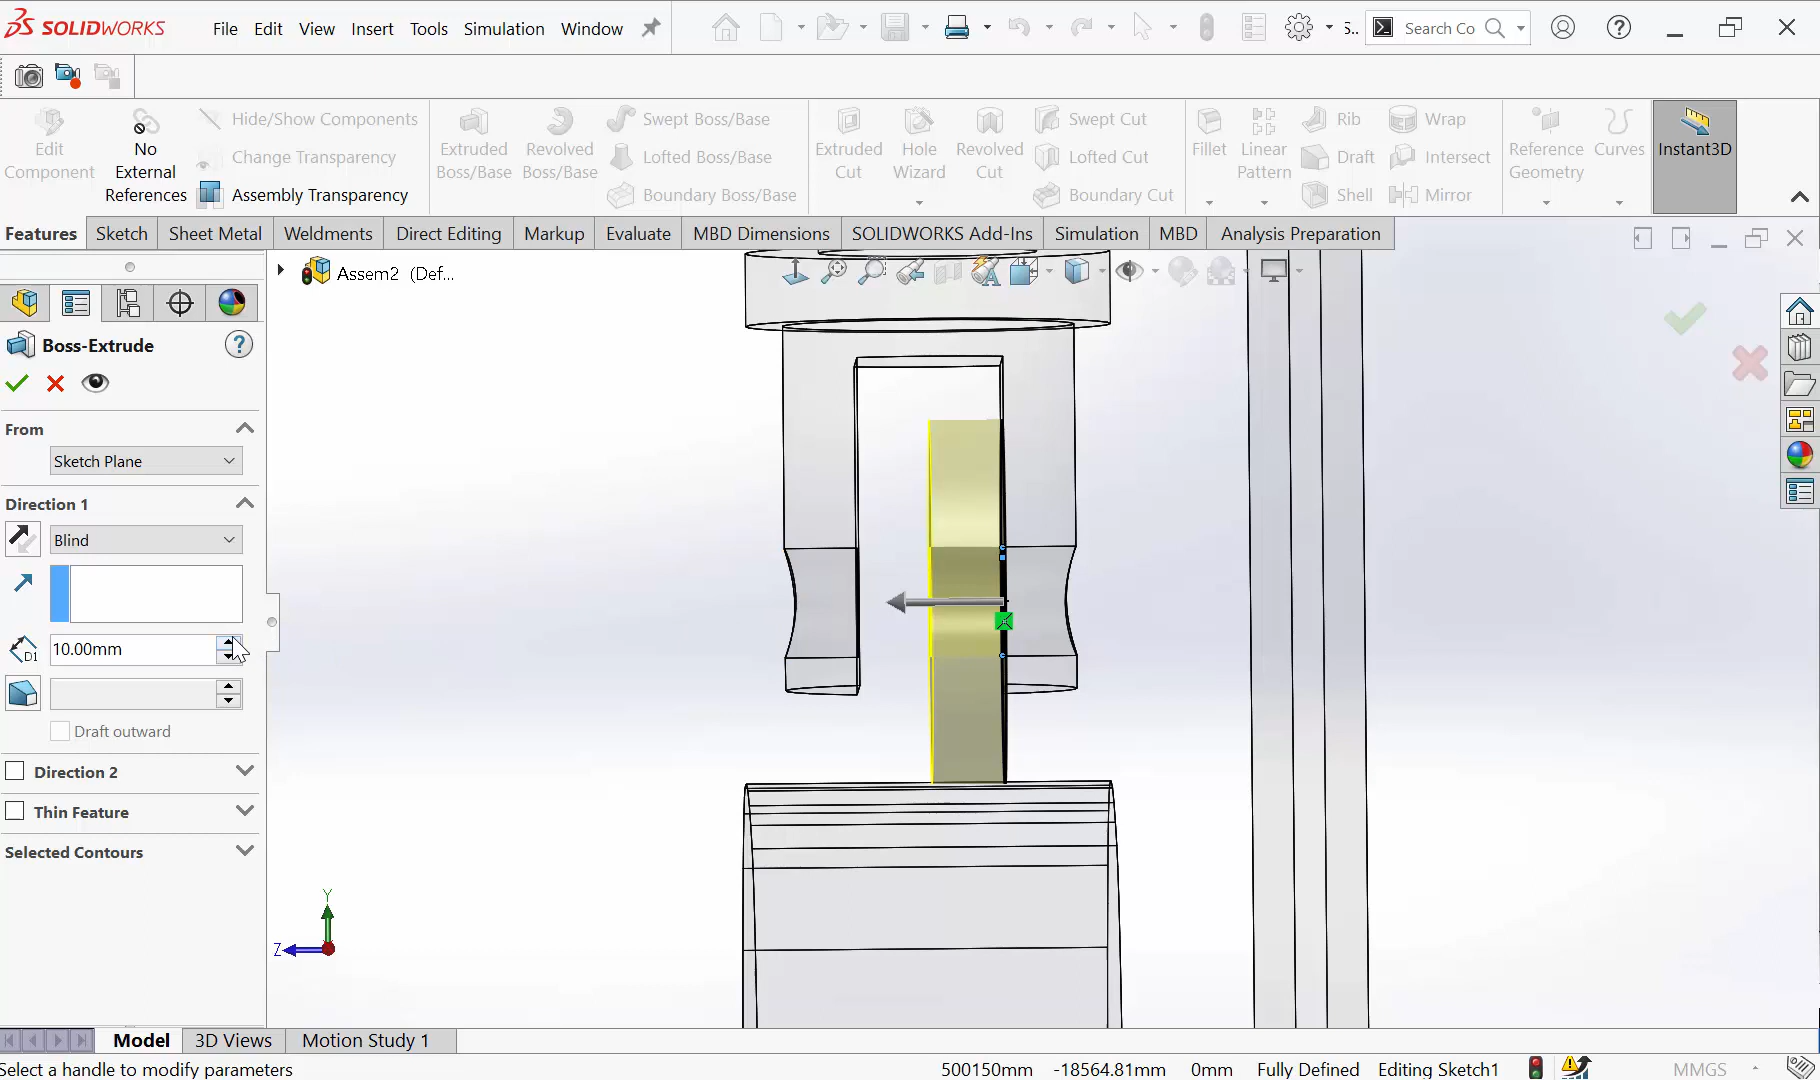 SOLIDWORKS File Edit View Insert Tools Simulation Window S.. Search Co
Edit Component
No External References
Hide/Show Components
Change Transparency
Assembly Transparency
Extruded Boss/Base
Revolved Boss/Base
Swept Boss/Base
Lofted Boss/Base
Boundary Boss/Base
Extruded Cut
Hole Wizard
Revolved Cut
Swept Cut
Lofted Cut
Boundary Cut
Fillet
Linear Pattern
Rib
Draft
Shell
Wrap
Intersect
Mirror
Reference Geometry
Curves
Instant3D
Features Sketch Sheet Metal Weldments Direct Editing Markup Evaluate MBD Dimensions SOLIDWORKS Add-Ins Simulation MBD Analysis Preparation
Assem2 (Def...
Boss-Extrude
From
Sketch Plane
Direction 1
Blind
D1 10.00mm
Draft outward
Direction 2
Thin Feature
Selected Contours
Y
Z
Model 3D Views Motion Study 1
Select a handle to modify parameters 500150mm -18564.81mm 0mm Fully Defined Editing Sketch1 MMGS